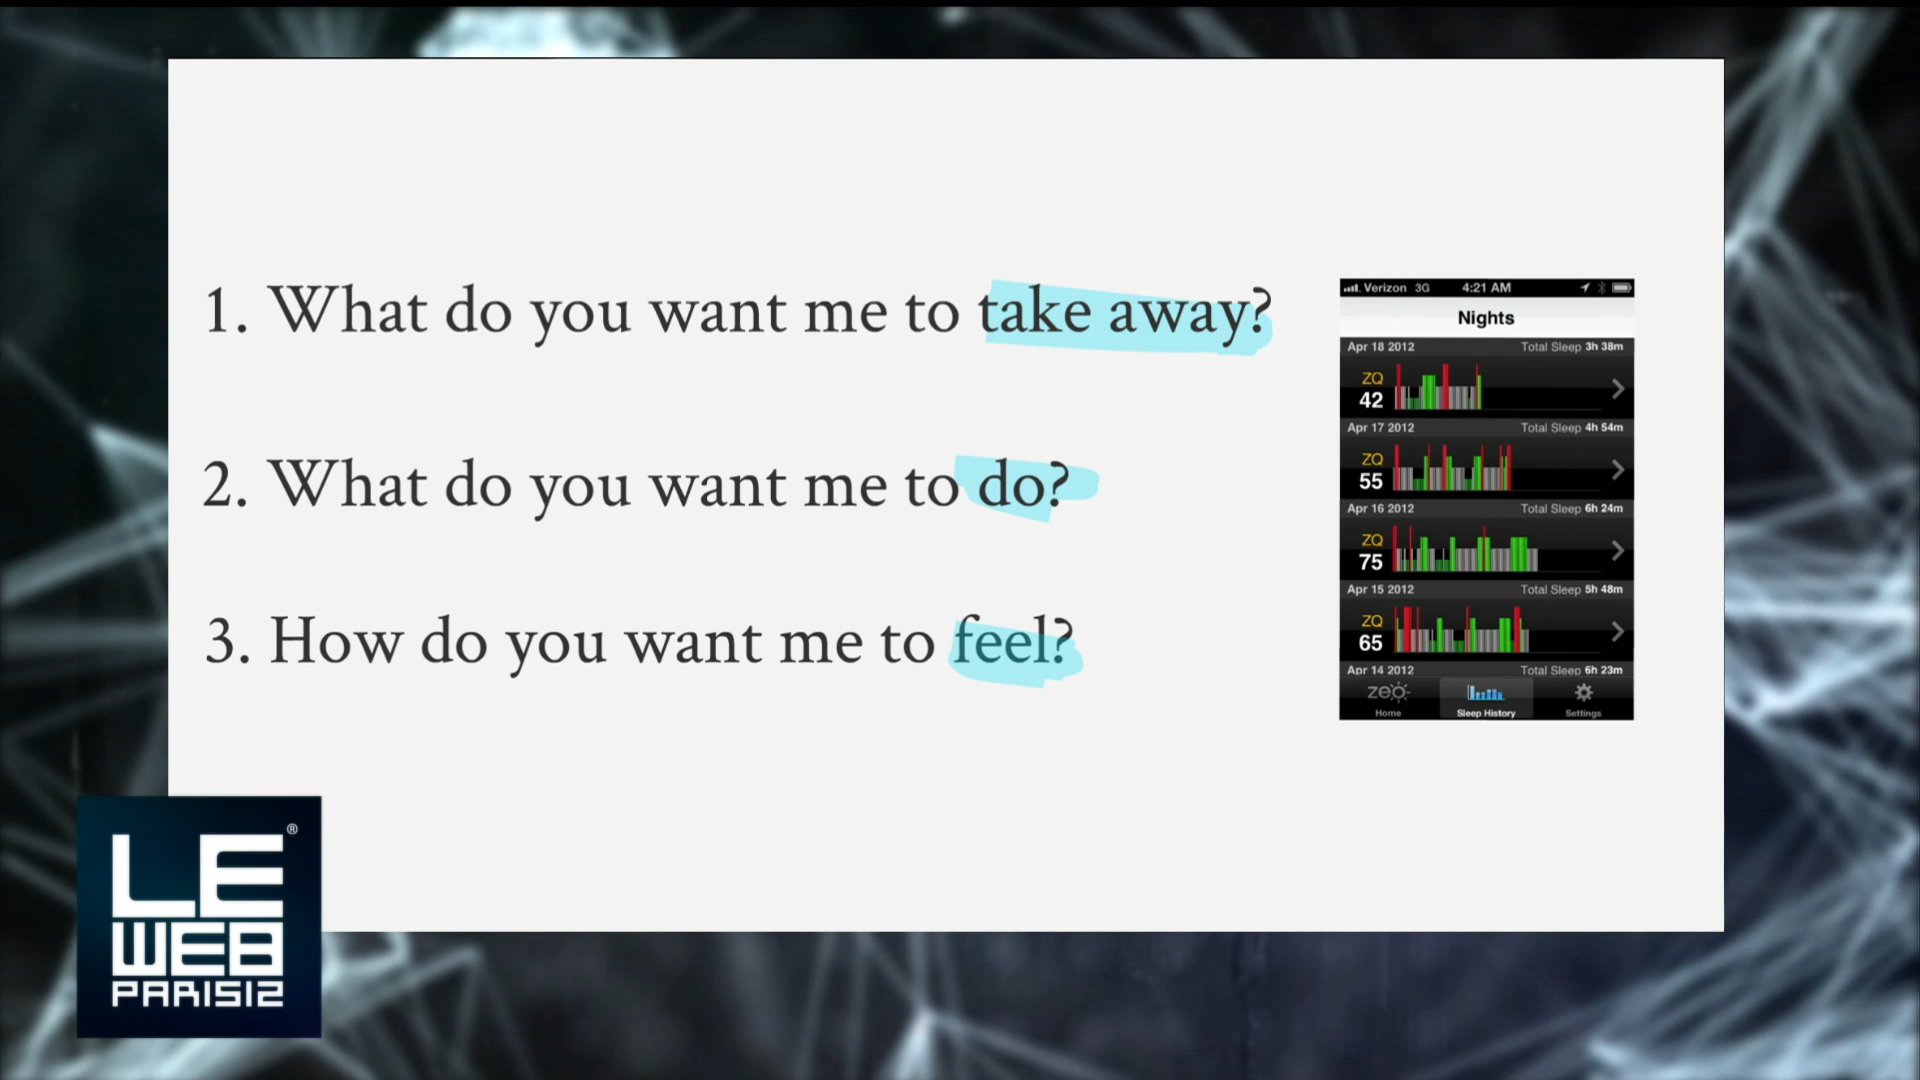 1. What do you want me to take away?
2. What do you want me to do?
3. How do you want me to feel?
Verizon 3G 4:21 AM
Nights
Apr 18 2012 Total Sleep 3h 38m
ZQ
42
Apr 17 2012 Total Sleep 4h 54m
ZQ
55
Apr 16 2012 Total Sleep 6h 24m
ZQ
75
Apr 15 2012 Total Sleep 5h 48m
ZQ
65
Apr 14 2012 Total Sleep 6h 23m
zeo
Home Sleep History Settings
LE®
WEB
PARIS12